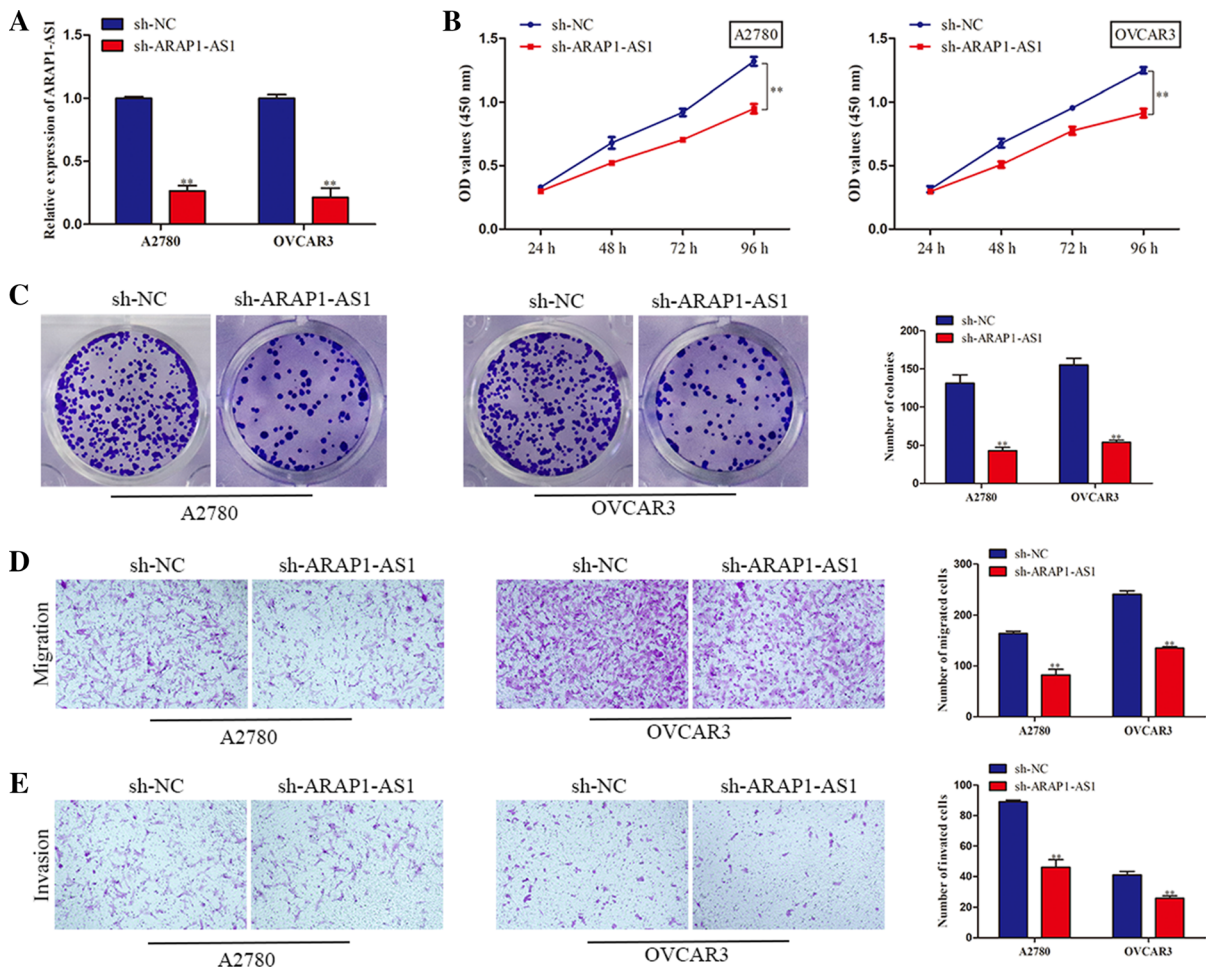 A
sh-NC
sh-ARAP1-AS1
Relative expression of ARAP1-AS1
1.5
1.0
0.5
0.0
A2780
OVCAR3
B
sh-NC
sh-ARAP1-AS1
A2780
OD values (450 nm)
1.5
1.0
0.5
0.0
**
24 h 48 h 72 h 96 h
sh-NC
sh-ARAP1-AS1
OVCAR3
OD values (450 nm)
1.5
1.0
0.5
0.0
**
24 h 48 h 72 h 96 h
**
**
C
sh-NC sh-ARAP1-AS1
A2780
sh-NC sh-ARAP1-AS1
OVCAR3
sh-NC
sh-ARAP1-AS1
Number of colonies
200
150
100
50
0
**
**
A2780 OVCAR3
D
Migration
sh-NC sh-ARAP1-AS1
A2780
sh-NC sh-ARAP1-AS1
OVCAR3
sh-NC
sh-ARAP1-AS1
Number of migrated cells
300
200
100
0
**
**
A2780 OVCAR3
E
Invasion
sh-NC sh-ARAP1-AS1
A2780
sh-NC sh-ARAP1-AS1
OVCAR3
sh-NC
sh-ARAP1-AS1
Number of invated cells
100
80
60
40
20
0
**
**
A2780 OVCAR3